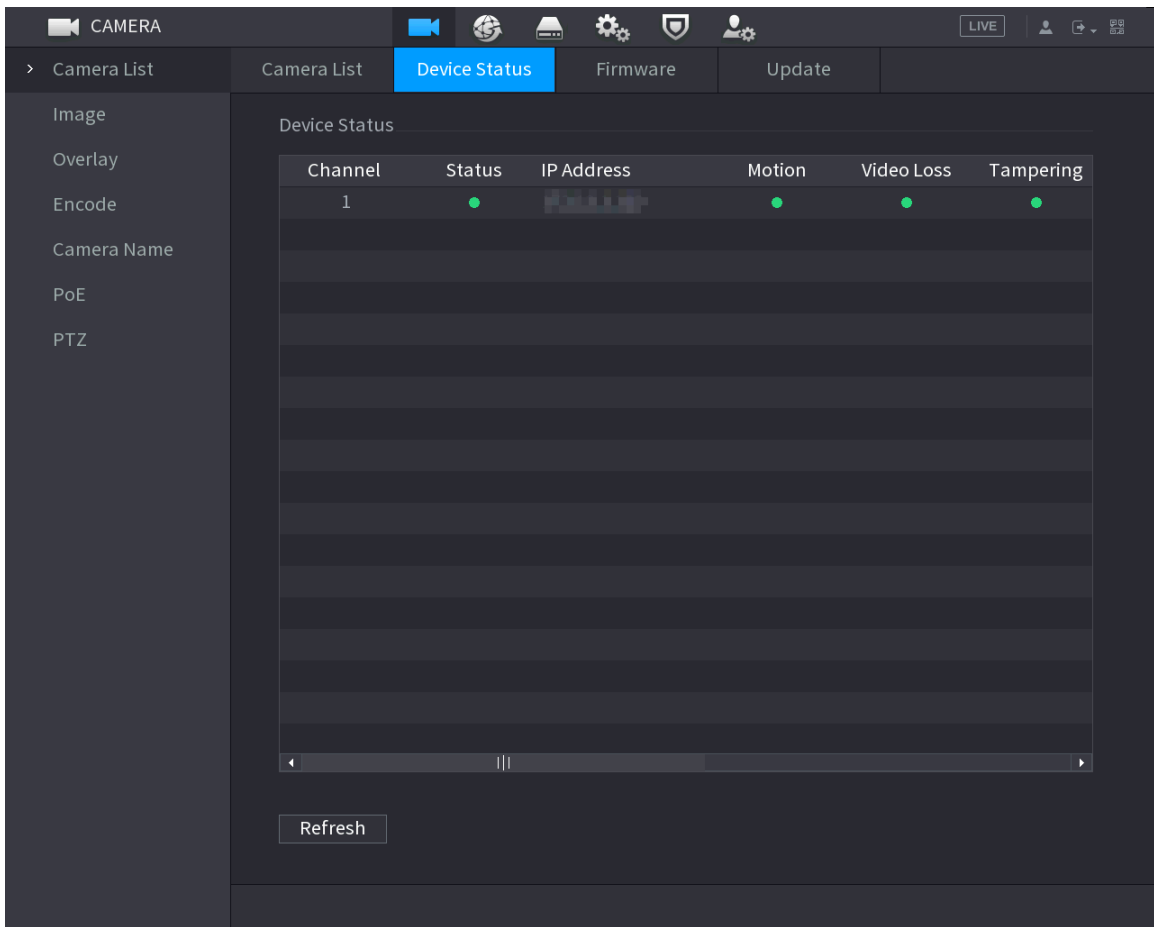 CAMERA LIVE
Camera List Camera List Device Status Firmware Update
Image
Device Status
Overlay
Channel Status IP Address Motion Video Loss Tampering
1
Encode
Camera Name
PoE
PTZ
Refresh